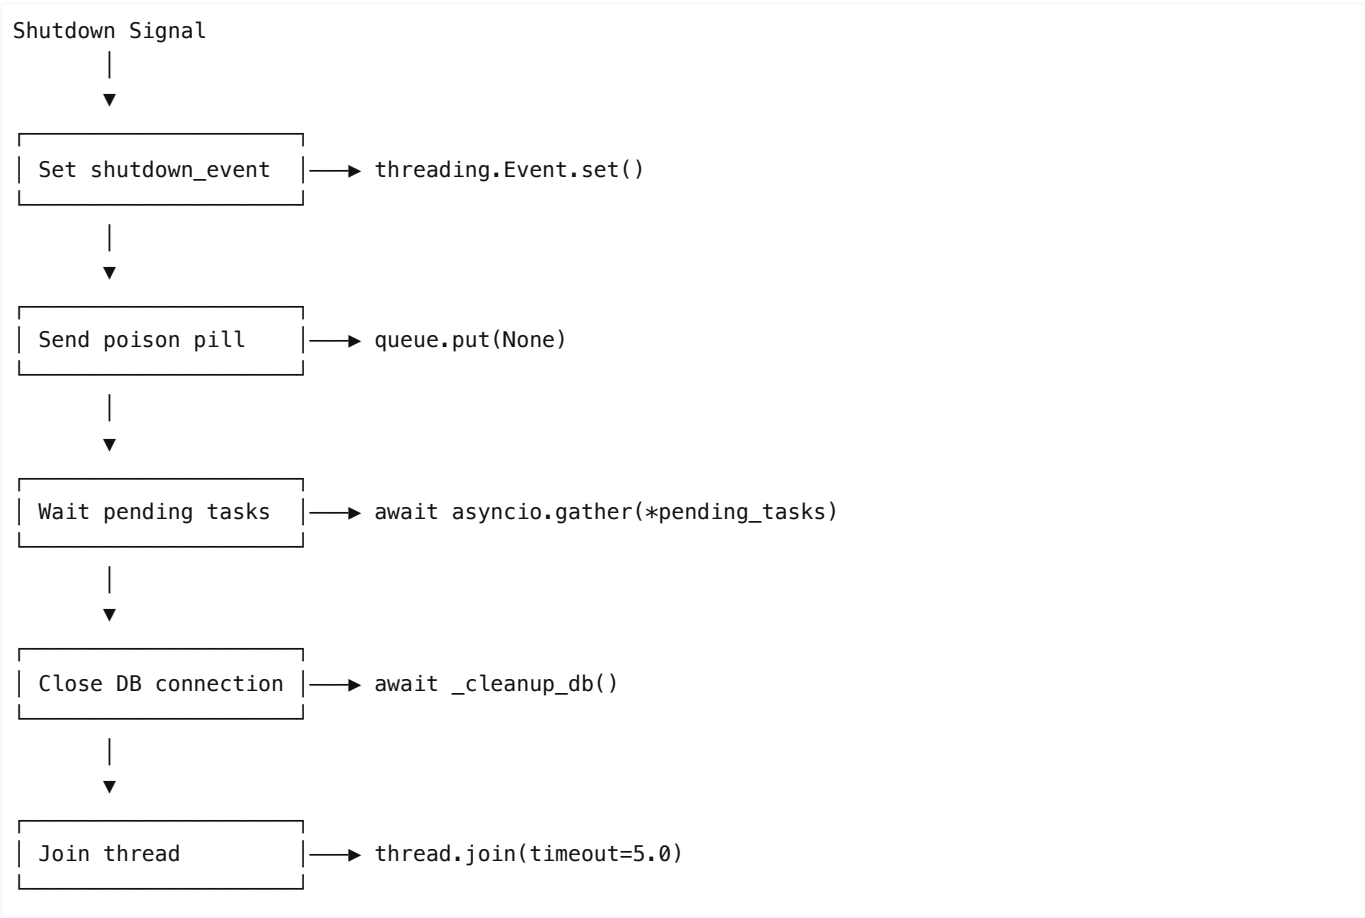 Shutdown Signal
Set shutdown_event threading.Event.set()
Send poison pill queue.put(None)
Wait pending tasks await asyncio.gather(*pending_tasks)
Close DB connection await _cleanup_db()
Join thread thread.join(timeout=5.0)